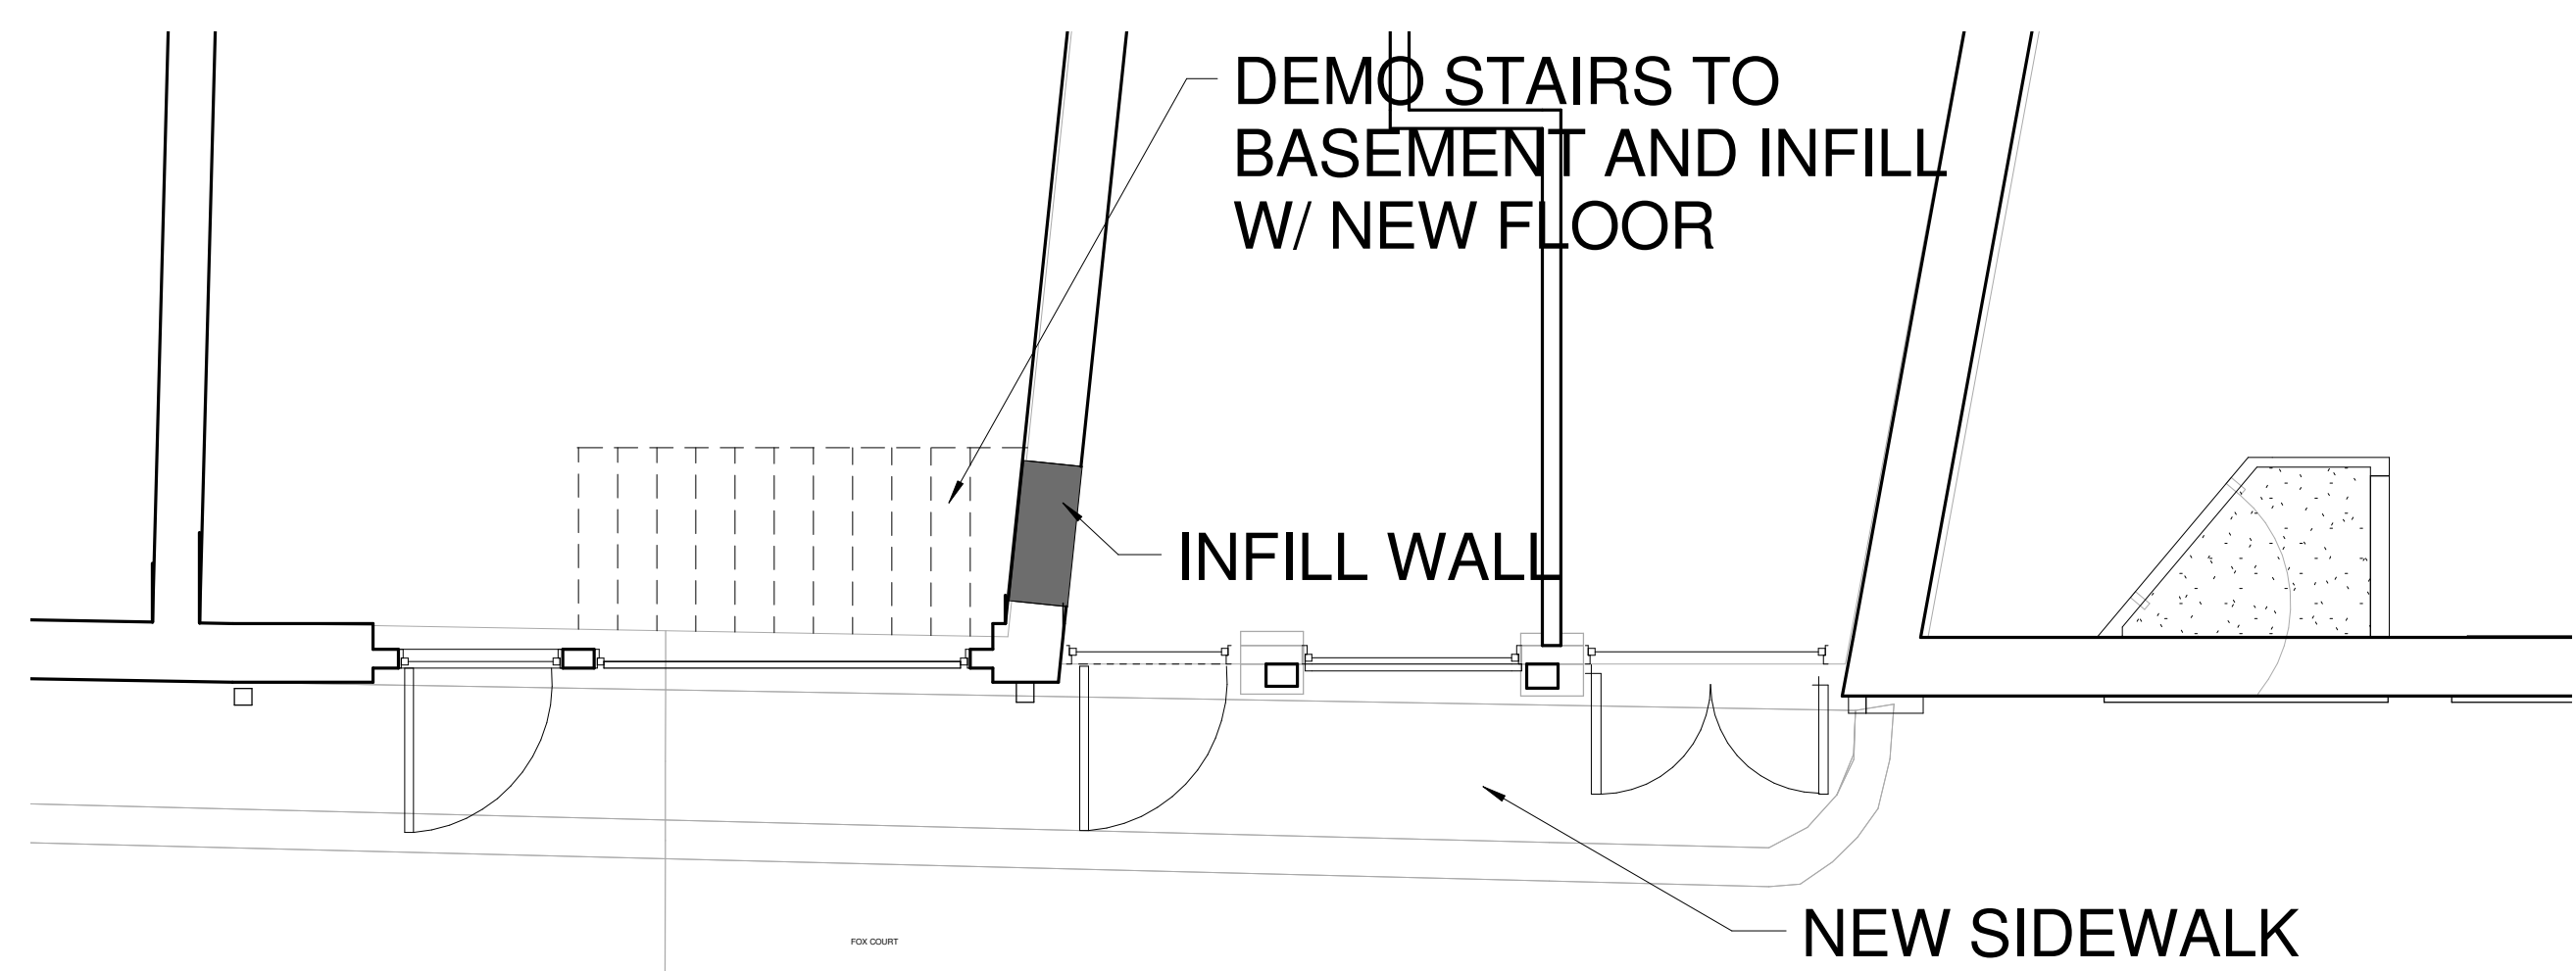 DEMO STAIRS TO
BASEMENT AND INFILL
W/ NEW FLOOR
INFILL WALL
NEW SIDEWALK
FOX COURT